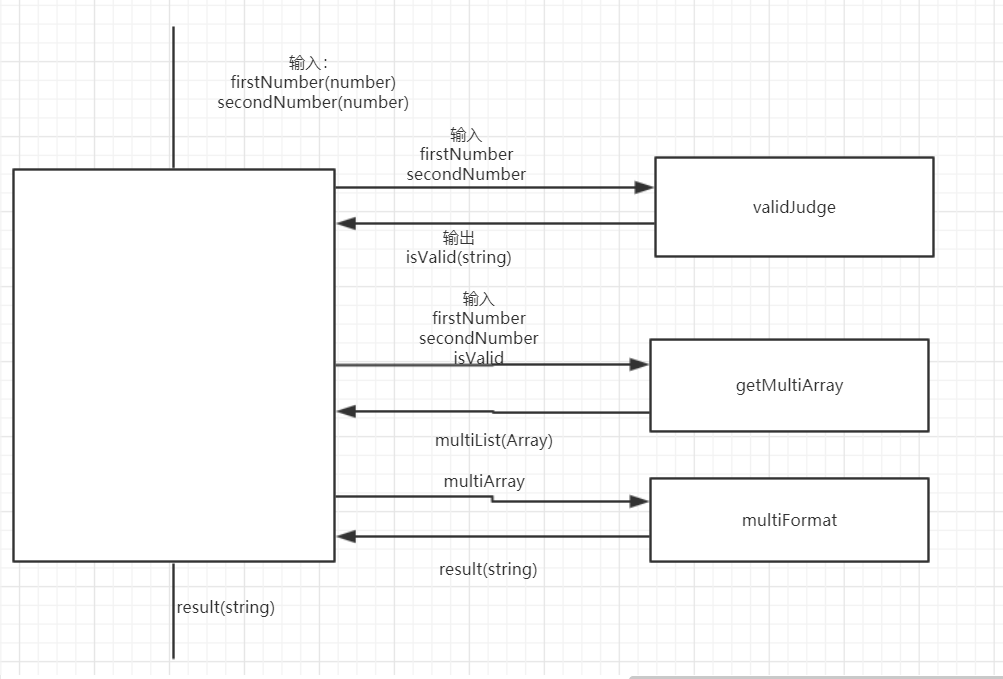 输入：
firstNumber(number)
secondNumber(number)
输入
firstNumber
secondNumber
validJudge
输出
isValid(string)
输入
firstNumber
secondNumber
isValid
getMultiArray
multiList(Array)
multiArray
multiFormat
result(string)
result(string)